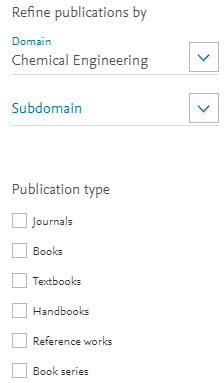 Refine publications by
Domain
Chemical Engineering
Subdomain
Publication type
Journals
Books
Textbooks
Handbooks
Reference works
Book series